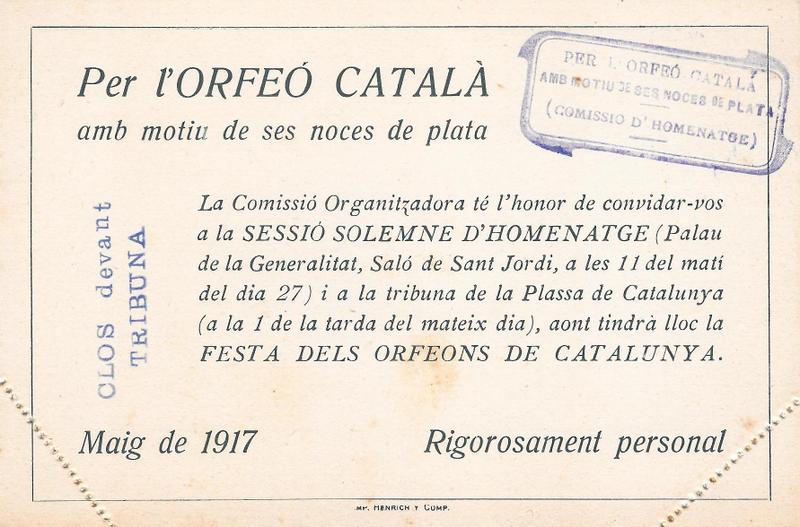 Per l'ORFEÓ CATALÀ
amb motiu de ses noces de plata
PER L'ORFEÓ CATALÁ
AMB MOTIU DE SES NOCES DE PLATA
(COMISSIO D'HOMENATGE)
CLOS devant
TRIBUNA
La Comissió Organitzadora té l'honor de convidar-vos
a la SESSIÓ SOLEMNE D'HOMENATGE (Palau
de la Generalitat, Saló de Sant Jordi, a les 11 del matí
del dia 27) i a la tribuna de la Plassa de Catalunya
(a la 1 de la tarda del mateix dia), aont tindrà lloc la
FESTA DELS ORFEONS DE CATALUNYA.
Maig de 1917
Rigorosament personal
IMP. HENRICH Y COMP.